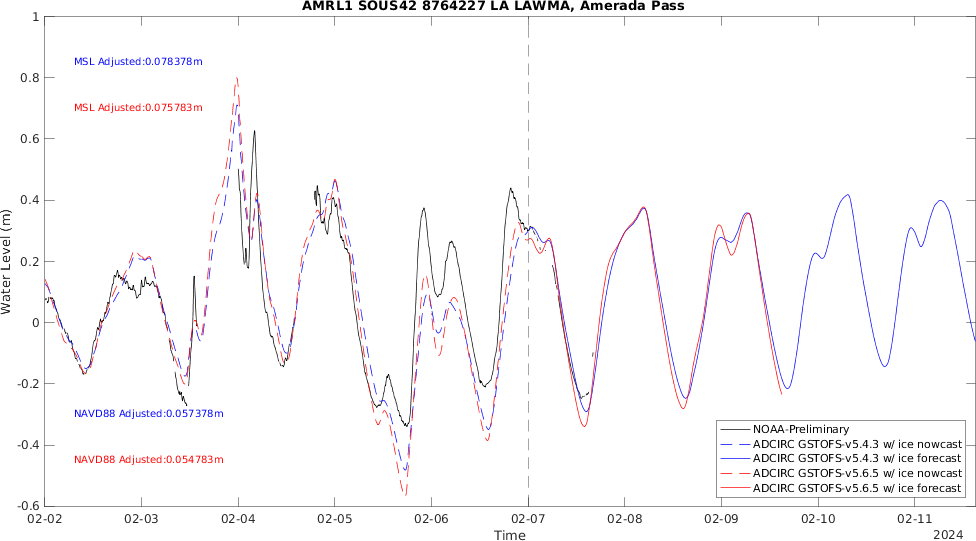 AMRL1 SOUS42 8764227 LA LAWMA, Amerada Pass
MSL Adjusted:0.078378m
MSL Adjusted:0.075783m
NAVD88 Adjusted:0.057378m
NAVD88 Adjusted:0.054783m
Water Level (m)
1
0.8
0.6
0.4
0.2
0
-0.2
-0.4
-0.6
NOAA-Preliminary
ADCIRC GSTOFS-v5.4.3 w/ ice nowcast
ADCIRC GSTOFS-v5.4.3 w/ ice forecast
ADCIRC GSTOFS-v5.6.5 w/ ice nowcast
ADCIRC GSTOFS-v5.6.5 w/ ice forecast
02-02 02-03 02-04 02-05 02-06 02-07 02-08 02-09 02-10 02-11
Time
2024